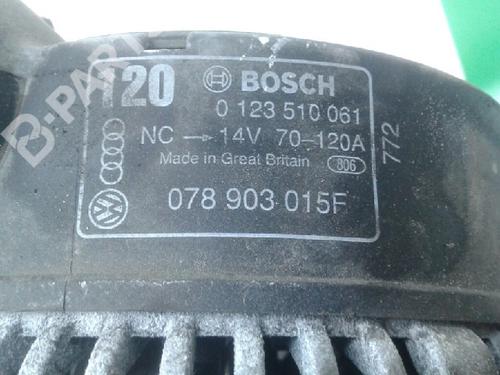 120 BOSCH
0 123 510 061
NC → 14V 70-120A
Made in Great Britain 806
772
078 903 015F
B-PARTS